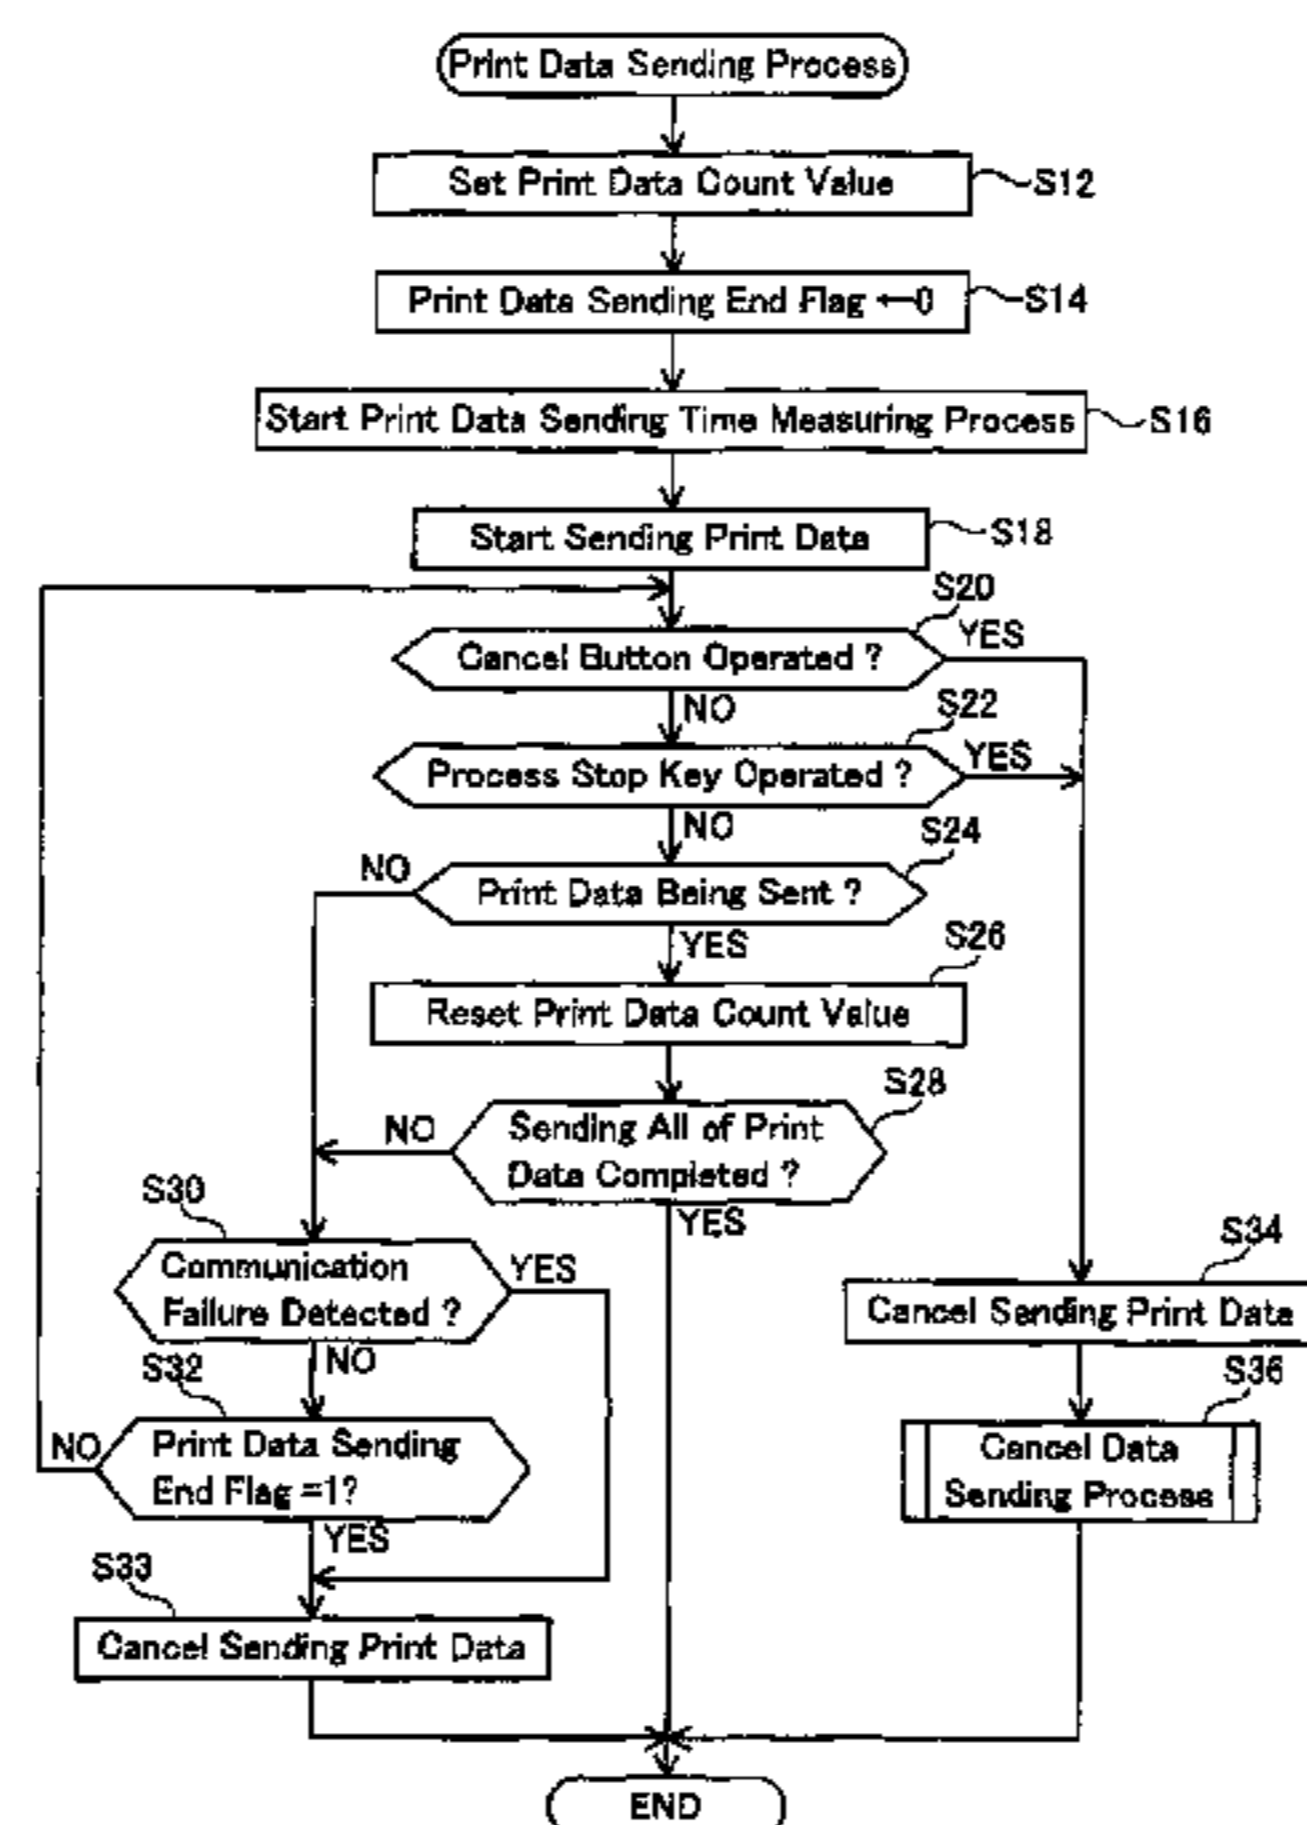 Print Data Sending Process
Set Print Data Count Value
S12
Print Data Sending End Flag ←0
S14
Start Print Data Sending Time Measuring Process
S16
Start Sending Print Data
S18
S20
Cancel Button Operated ?
YES
NO
S22
Process Stop Key Operated ?
YES
NO
S24
NO
Print Data Being Sent ?
YES
S26
Reset Print Data Count Value
S28
NO
Sending All of Print
Data Completed ?
YES
S30
Communication
Failure Detected ?
YES
NO
S34
Cancel Sending Print Data
S32
NO
Print Data Sending
End Flag =1?
YES
S36
Cancel Data
Sending Process
S33
Cancel Sending Print Data
END